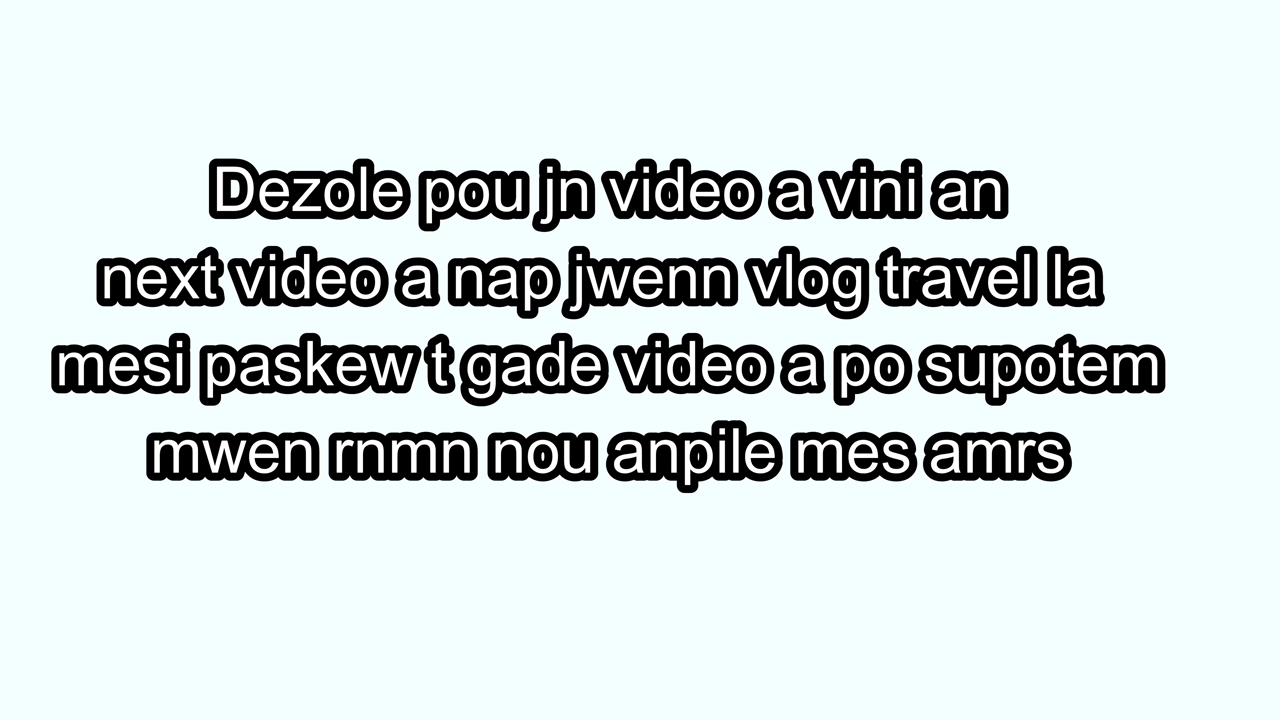 Dezole pou jn video a vini an
next video a nap jwenn vlog travel la
mesi paskew t gade video a po supotem
mwen rnmn nou anpile mes amrs